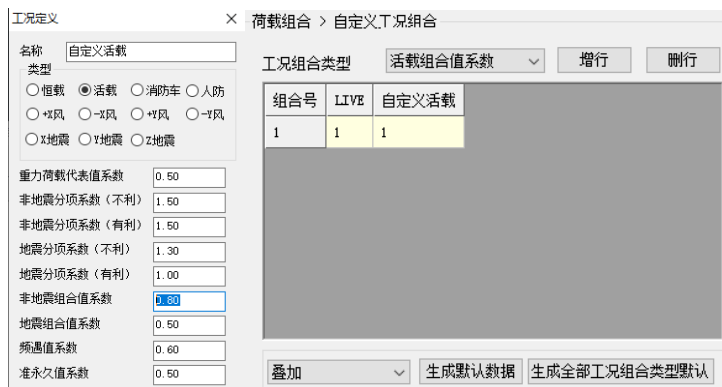 工况定义
名称 自定义活载
类型
恒载 活载 消防车 人防
+X风 -X风 +Y风 -Y风
X地震 Y地震 Z地震
重力荷载代表值系数 0.50
非地震分项系数（不利） 1.50
非地震分项系数（有利） 1.50
地震分项系数（不利） 1.30
地震分项系数（有利） 1.00
非地震组合值系数 0.80
地震组合值系数 0.50
频遇值系数 0.60
准永久值系数 0.50
荷载组合 > 自定义工况组合
工况组合类型 活载组合值系数 增行 删行
组合号 LIVE 自定义活载
1 1 1
叠加 生成默认数据 生成全部工况组合类型默认